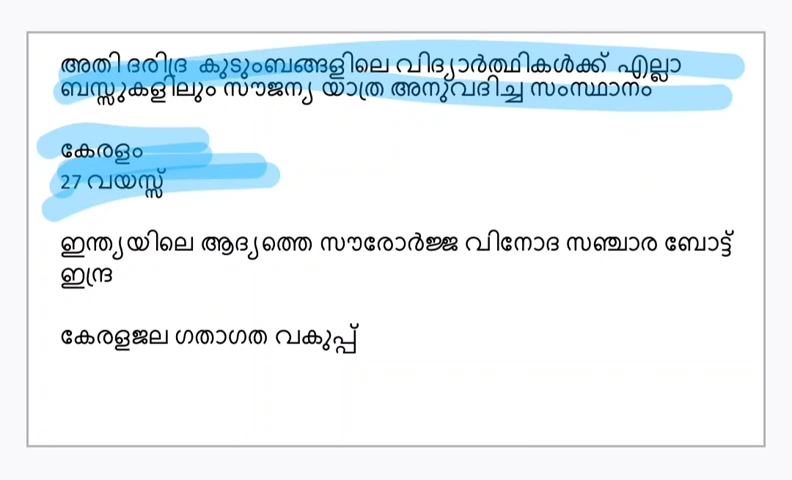 അതി ദരിദ്ര കുടുംബങ്ങളിലെ വിദ്യാർത്ഥികൾക്ക് എല്ലാ
ബസ്സുകളിലും സൗജന്യ യാത്ര അനുവദിച്ച സംസ്ഥാനം
കേരളം
27 വയസ്സ്
ഇന്ത്യയിലെ ആദ്യത്തെ സൗരോർജ്ജ വിനോദ സഞ്ചാര ബോട്ട്
ഇന്ദ്ര
കേരളജല ഗതാഗത വകുപ്പ്